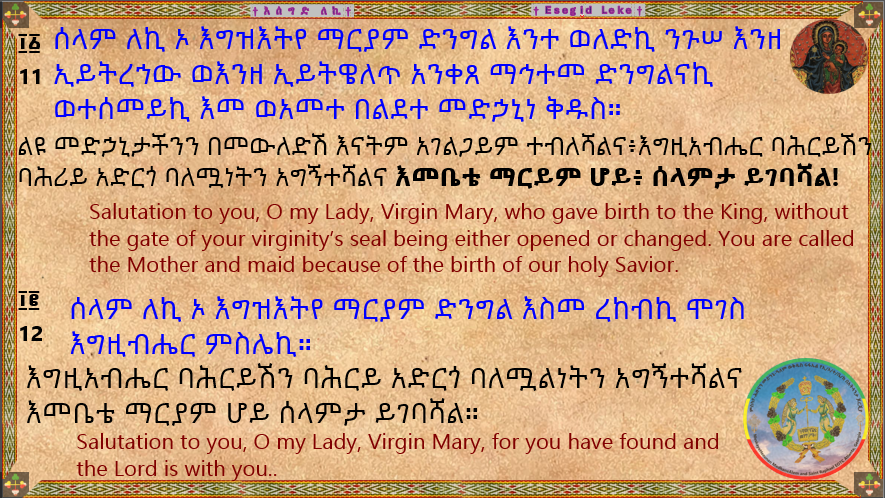 † እሰግድ ለኪ † † Esegid Leke †
፲፩ ሰላም ለኪ ኦ እግዝእትየ ማርያም ድንግል እንተ ወለድኪ ንጉሠ እንዘ
11 ኢይትረኀው ወእንዘ ኢይትዌለጥ አንቀጸ ማኅተመ ድንግልናኪ
ወተሰመይኪ እመ ወአመተ በልደተ መድኃኒነ ቅዱስ።
ልዩ መድኃኒታችንን በመውለድሽ እናትም አገልጋይም ተብለሻልና፥እግዚአብሔር ባሕርይሽን
ባሕሪይ አድርጎ ባለሟነትን አግኝተሻልና እመቤቴ ማርይም ሆይ፥ ሰላምታ ይገባሻል!
Salutation to you, O my Lady, Virgin Mary, who gave birth to the King, without
the gate of your virginity’s seal being either opened or changed. You are called
the Mother and maid because of the birth of our holy Savior.
፲፪ ሰላም ለኪ ኦ እግዝእትየ ማርያም ድንግል እስመ ረከብኪ ሞገስ
12 እግዚብሔር ምስሌኪ።
እግዚአብሔር ባሕርይሽን ባሕርይ አድርጎ ባለሟልነትን አግኝተሻልና
እመቤቴ ማርያም ሆይ ሰላምታ ይገባሻል።
Salutation to you, O my Lady, Virgin Mary, for you have found and
the Lord is with you..